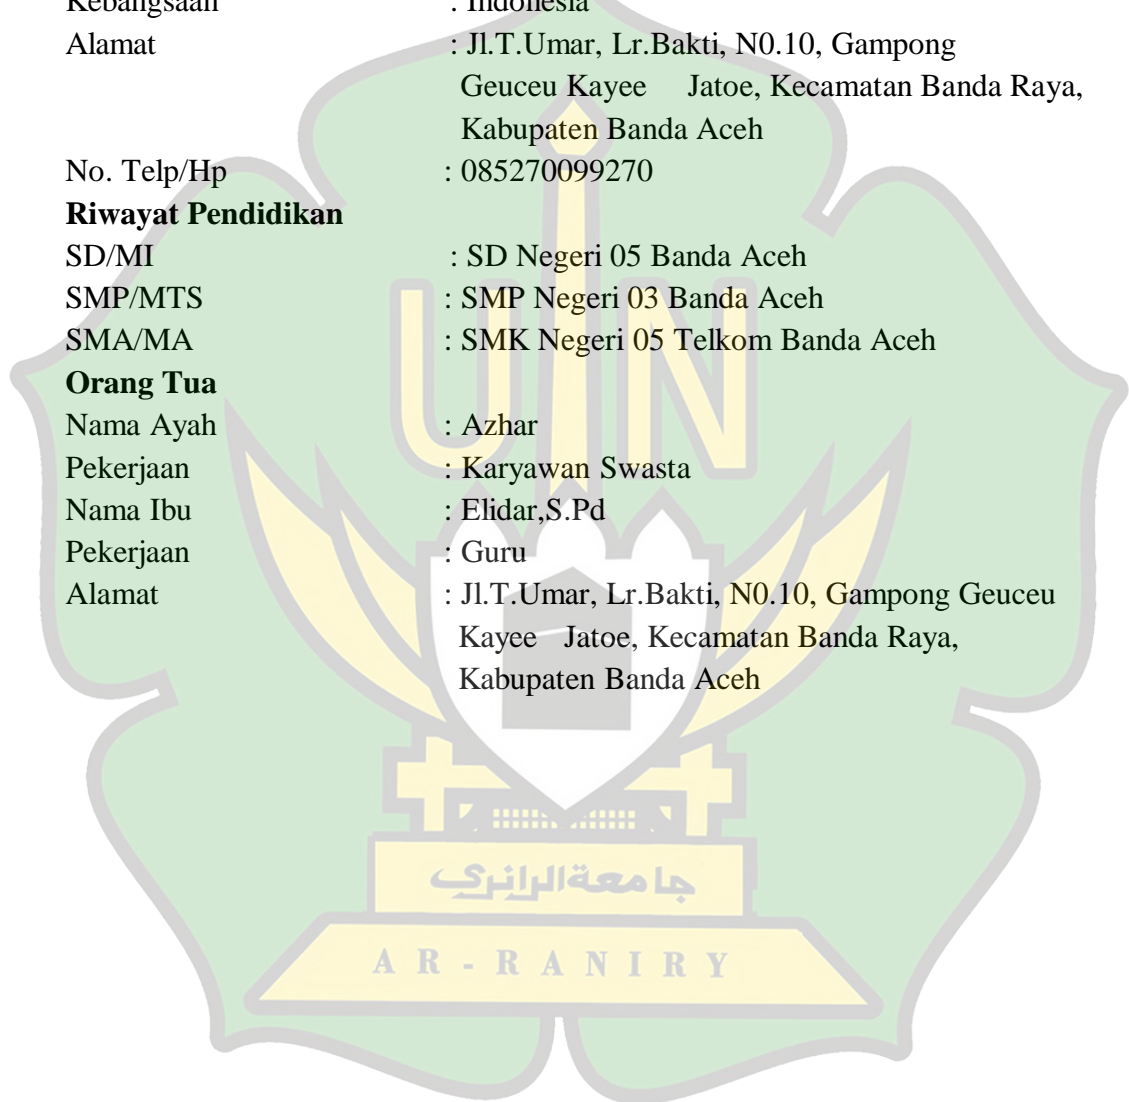 Kebangsaan : Indonesia
Alamat : Jl.T.Umar, Lr.Bakti, N0.10, Gampong
Geuceu Kayee Jatoe, Kecamatan Banda Raya,
Kabupaten Banda Aceh
No. Telp/Hp : 085270099270
Riwayat Pendidikan
SD/MI : SD Negeri 05 Banda Aceh
SMP/MTS : SMP Negeri 03 Banda Aceh
SMA/MA : SMK Negeri 05 Telkom Banda Aceh
Orang Tua
Nama Ayah : Azhar
Pekerjaan : Karyawan Swasta
Nama Ibu : Elidar,S.Pd
Pekerjaan : Guru
Alamat : Jl.T.Umar, Lr.Bakti, N0.10, Gampong Geuceu
Kayee Jatoe, Kecamatan Banda Raya,
Kabupaten Banda Aceh
UIN
جامعة الرانري
AR-RANIRY